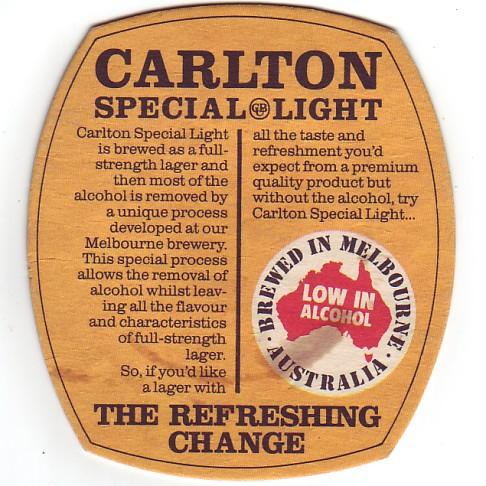 CARLTON
SPECIAL CUB LIGHT
Carlton Special Light
is brewed as a full-
strength lager and
then most of the
alcohol is removed by
a unique process
developed at our
Melbourne brewery.
This special process
allows the removal of
alcohol whilst leav-
ing all the flavour
and characteristics
of full-strength
lager.
So, if you'd like
a lager with
all the taste and
refreshment you'd
expect from a premium
quality product but
without the alcohol, try
Carlton Special Light...
BREWED IN MELBOURNE
LOW IN
ALCOHOL
· AUSTRALIA ·
THE REFRESHING
CHANGE